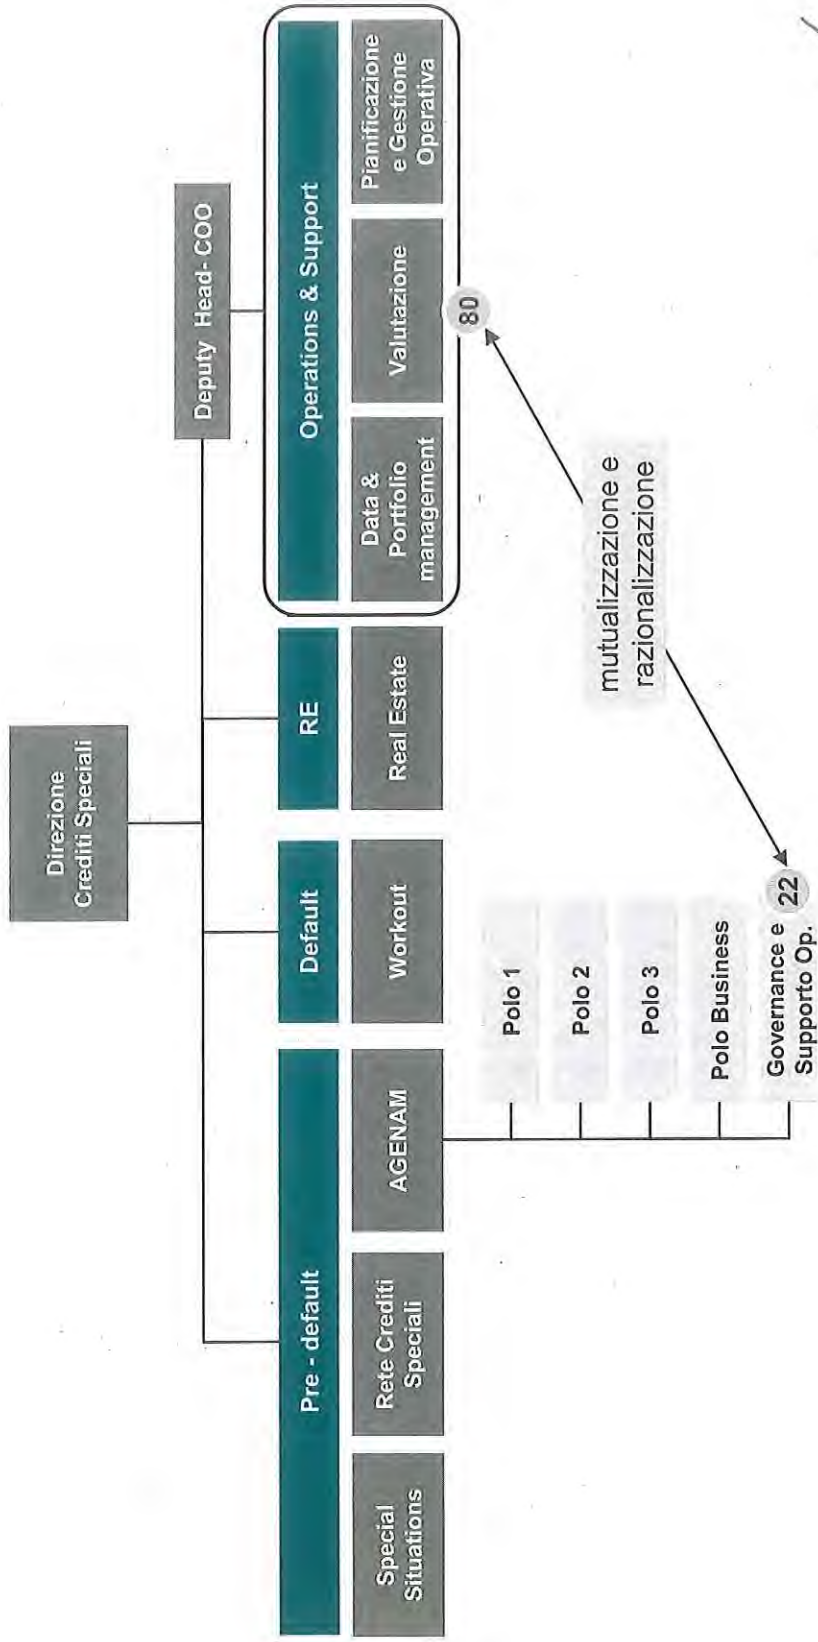 Direzione
Crediti Speciali
Deputy Head- COO
Pre - default
Default
RE
Operations & Support
Special
Situations
Rete Crediti
Speciali
AGENAM
Workout
Real Estate
Data &
Portfolio
management
Valutazione
Pianificazione
e Gestione
Operativa
80
Polo 1
Polo 2
Polo 3
Polo Business
Governance e
Supporto Op.
22
mutualizzazione e
razionalizzazione